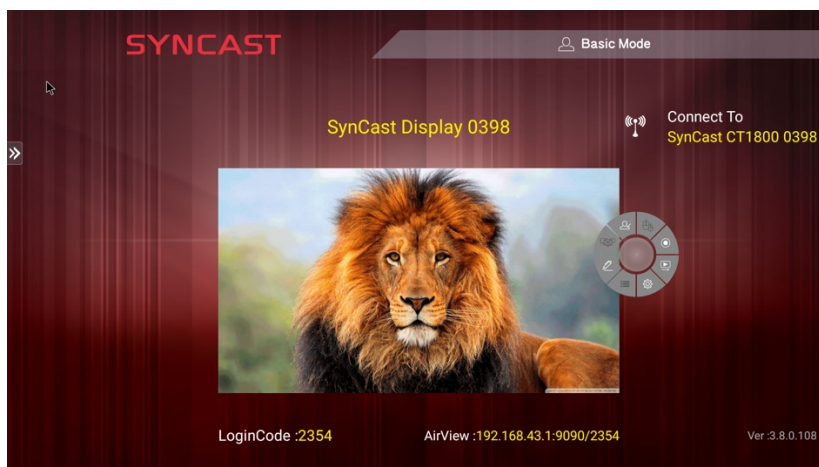 SYNCAST
Basic Mode
SynCast Display 0398
Connect To
SynCast CT1800 0398
LoginCode :2354
AirView :192.168.43.1:9090/2354
Ver :3.8.0.108